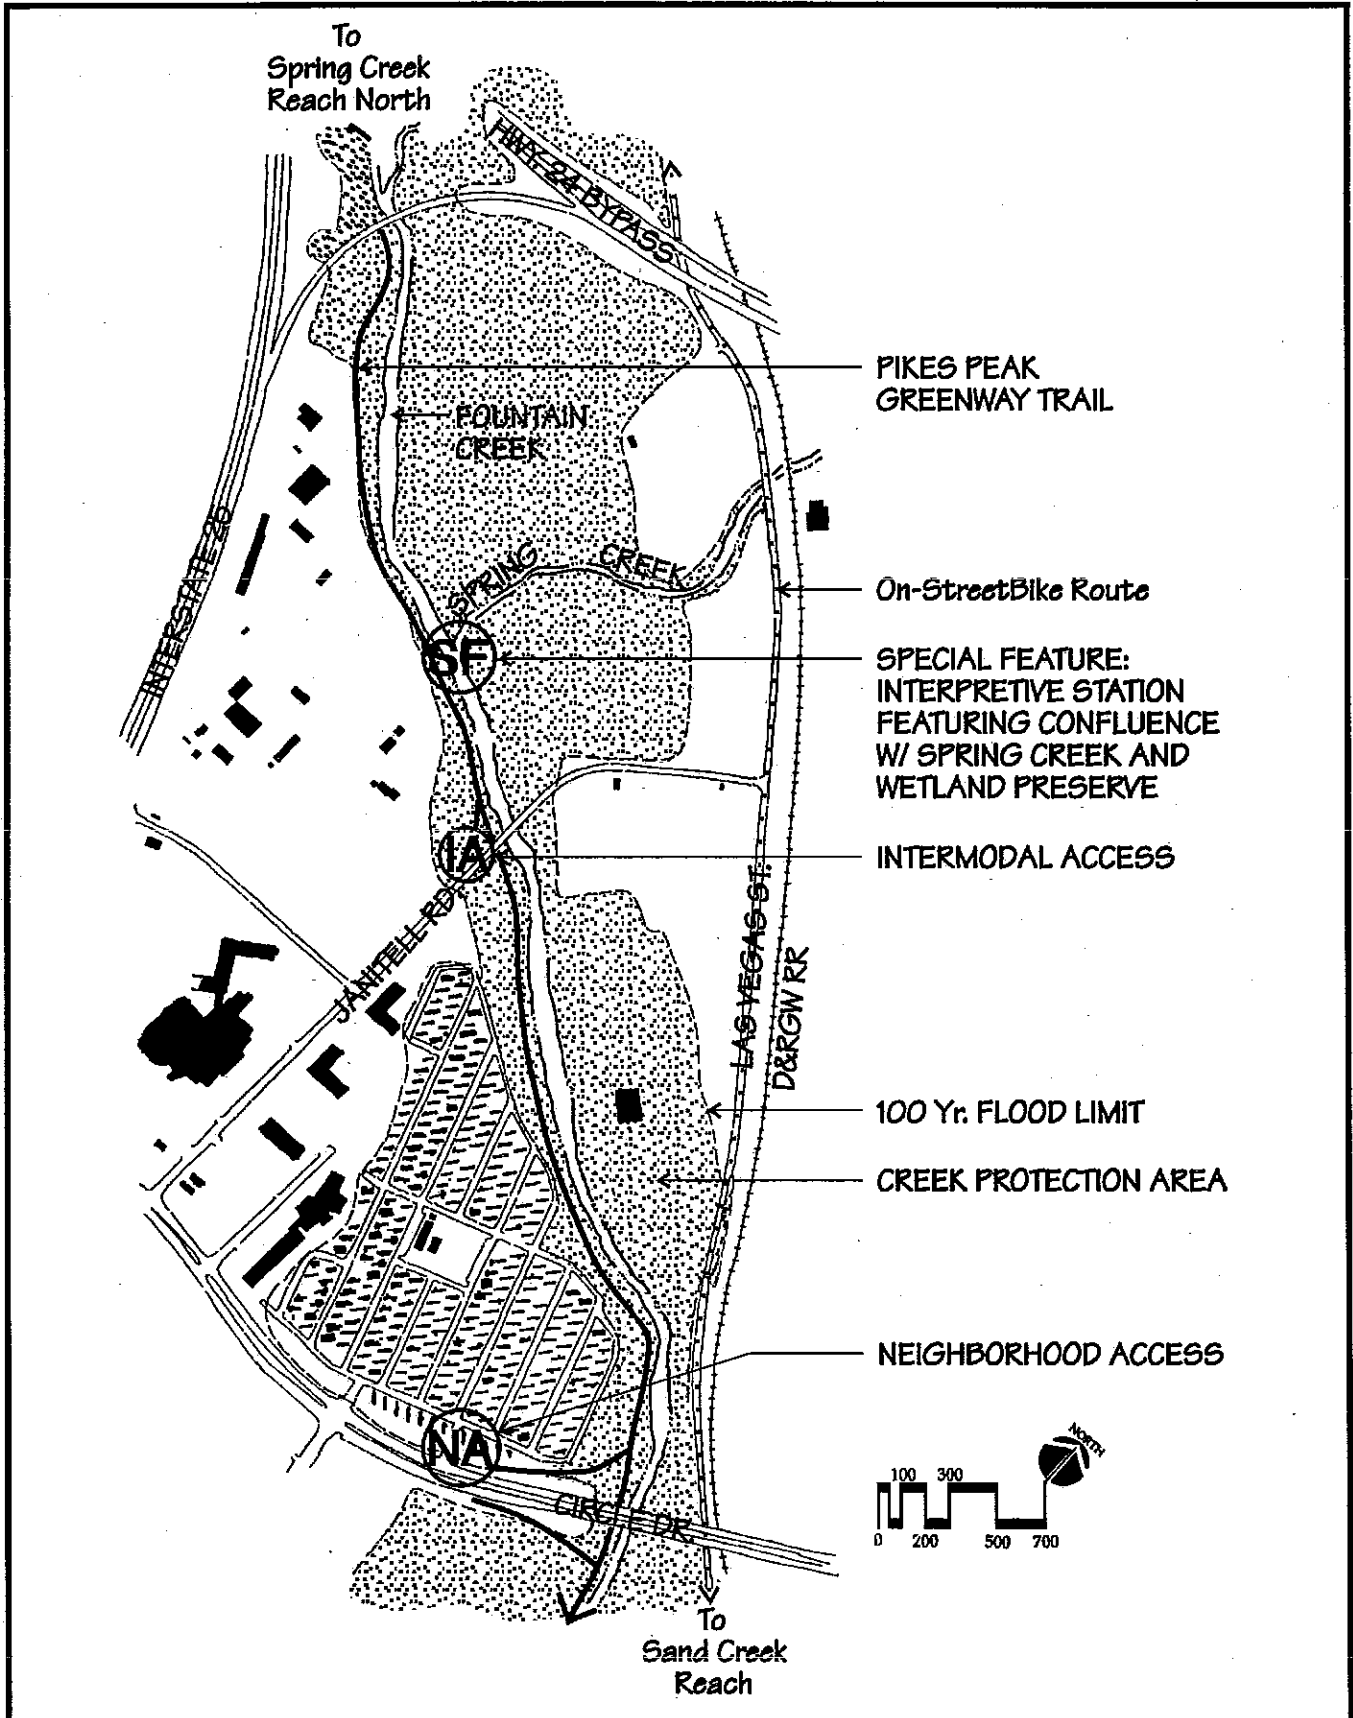 To
Spring Creek
Reach North
HWY. 24 BYPASS
PIKES PEAK
GREENWAY TRAIL
FOUNTAIN
CREEK
INTERSTATE 25
SPRING CREEK
On-StreetBike Route
SF
SPECIAL FEATURE:
INTERPRETIVE STATION
FEATURING CONFLUENCE
W/ SPRING CREEK AND
WETLAND PRESERVE
IA
INTERMODAL ACCESS
JANITELL RD.
LAS VEGAS ST.
D&RGW RR
100 Yr. FLOOD LIMIT
CREEK PROTECTION AREA
NEIGHBORHOOD ACCESS
NA
CIRCLE DR.
NORTH
100 300
0 200 500 700
To
Sand Creek
Reach